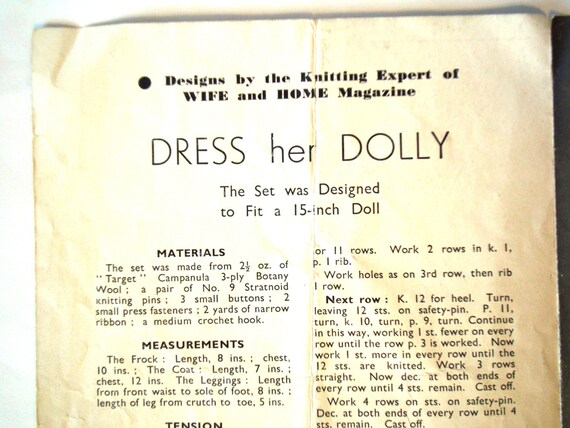 ● Designs by the Knitting Expert of
WIFE and HOME Magazine
DRESS her DOLLY
The Set was Designed
to Fit a 15-inch Doll
MATERIALS
The set was made from 2½ oz. of
"Target" Campanula 3-ply Botany
Wool ; a pair of No. 9 Stratnoid
knitting pins ; 3 small buttons ; 2
small press fasteners ; 2 yards of narrow
ribbon ; a medium crochet hook.
MEASUREMENTS
The Frock : Length, 8 ins. ; chest,
10 ins. ; The Coat : Length, 7 ins. ;
chest, 12 ins. The Leggings : Length
from front waist to sole of foot, 8 ins. ;
length of leg from crutch to toe, 5 ins.
TENSION
or 11 rows. Work 2 rows in k. 1,
p. 1 rib.
Work holes as on 3rd row, then rib
1 row.
Next row : K. 12 for heel. Turn,
leaving 12 sts. on safety-pin. P. 11,
turn, k. 10, turn, p. 9, turn. Continue
in this way, working 1 st. fewer on every
row until the row p. 3 is worked. Now
work 1 st. more in every row until the
12 sts. are knitted. Work 3 rows
straight. Now dec. at both ends of
every row until 4 sts. remain. Cast off.
Work 4 rows on sts. on safety-pin.
Dec. at both ends of every row until 4
sts. remain. Cast off.